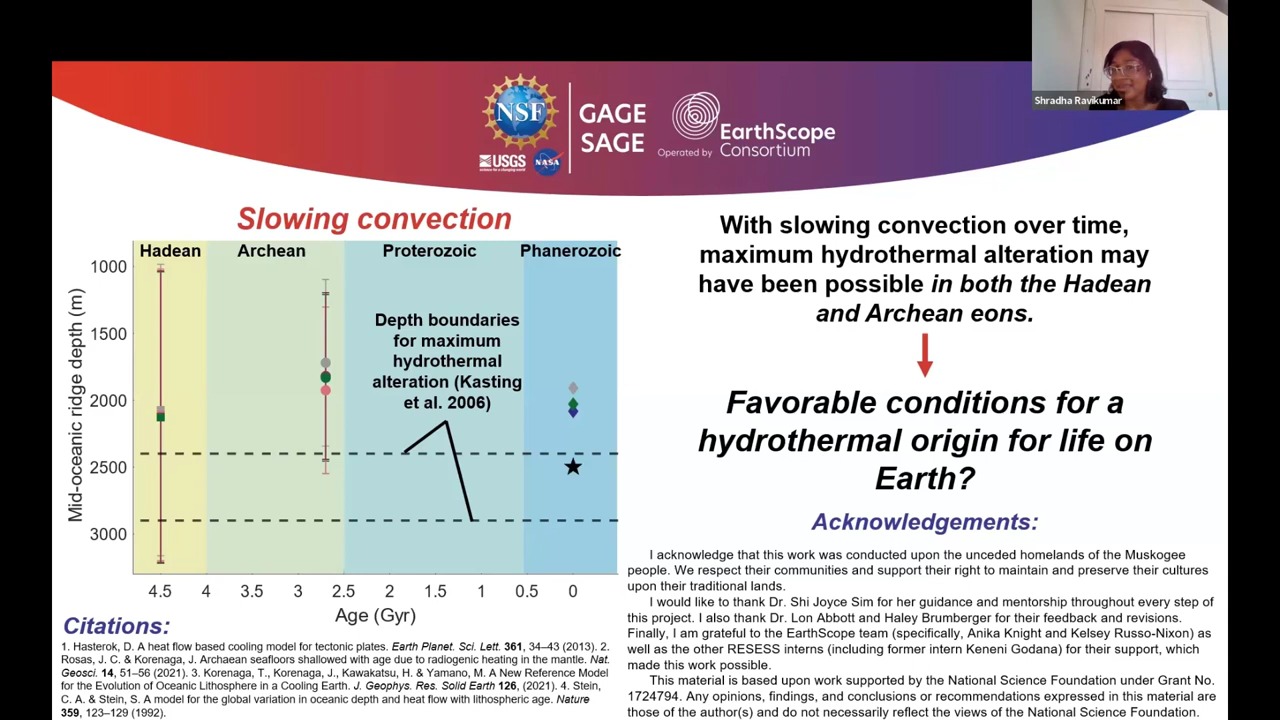 Shradha Ravikumar
NSF
GAGE
SAGE
USGS
science for a changing world
NASA
Operated by
EarthScope
Consortium
Slowing convection
Hadean
Archean
Proterozoic
Phanerozoic
Mid-oceanic ridge depth (m)
1000
1500
2000
2500
3000
Depth boundaries
for maximum
hydrothermal
alteration (Kasting
et al. 2006)
4.5 4 3.5 3 2.5 2 1.5 1 0.5 0
Age (Gyr)
Citations:
1. Hasterok, D. A heat flow based cooling model for tectonic plates. Earth Planet. Sci. Lett. 361, 34–43 (2013). 2.
Rosas, J. C. & Korenaga, J. Archaean seafloors shallowed with age due to radiogenic heating in the mantle. Nat.
Geosci. 14, 51–56 (2021). 3. Korenaga, T., Korenaga, J., Kawakatsu, H. & Yamano, M. A New Reference Model
for the Evolution of Oceanic Lithosphere in a Cooling Earth. J. Geophys. Res. Solid Earth 126, (2021). 4. Stein,
C. A. & Stein, S. A model for the global variation in oceanic depth and heat flow with lithospheric age. Nature
359, 123–129 (1992).
With slowing convection over time,
maximum hydrothermal alteration may
have been possible in both the Hadean
and Archean eons.
Favorable conditions for a
hydrothermal origin for life on
Earth?
Acknowledgements:
I acknowledge that this work was conducted upon the unceded homelands of the Muskogee
people. We respect their communities and support their right to maintain and preserve their cultures
upon their traditional lands.
I would like to thank Dr. Shi Joyce Sim for her guidance and mentorship throughout every step of
this project. I also thank Dr. Lon Abbott and Haley Brumberger for their feedback and revisions.
Finally, I am grateful to the EarthScope team (specifically, Anika Knight and Kelsey Russo-Nixon) as
well as the other RESESS interns (including former intern Keneni Godana) for their support, which
made this work possible.
This material is based upon work supported by the National Science Foundation under Grant No.
1724794. Any opinions, findings, and conclusions or recommendations expressed in this material are
those of the author(s) and do not necessarily reflect the views of the National Science Foundation.